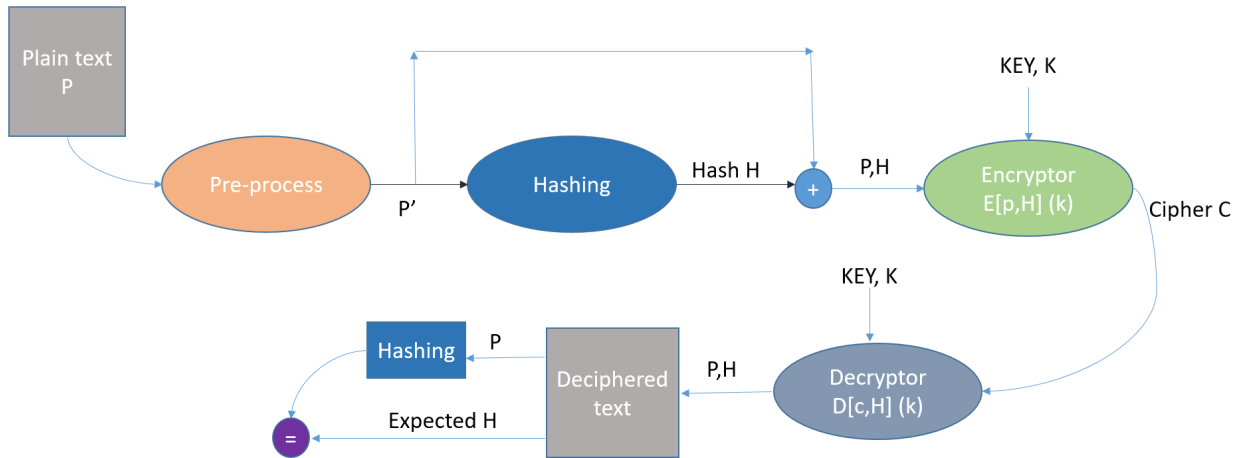 Plain text
P
KEY, K
Pre-process
P’
Hashing
Hash H
+
P,H
Encryptor
E[p,H] (k)
Cipher C
KEY, K
Decryptor
D[c,H] (k)
P,H
Deciphered
text
P
Hashing
Expected H
=